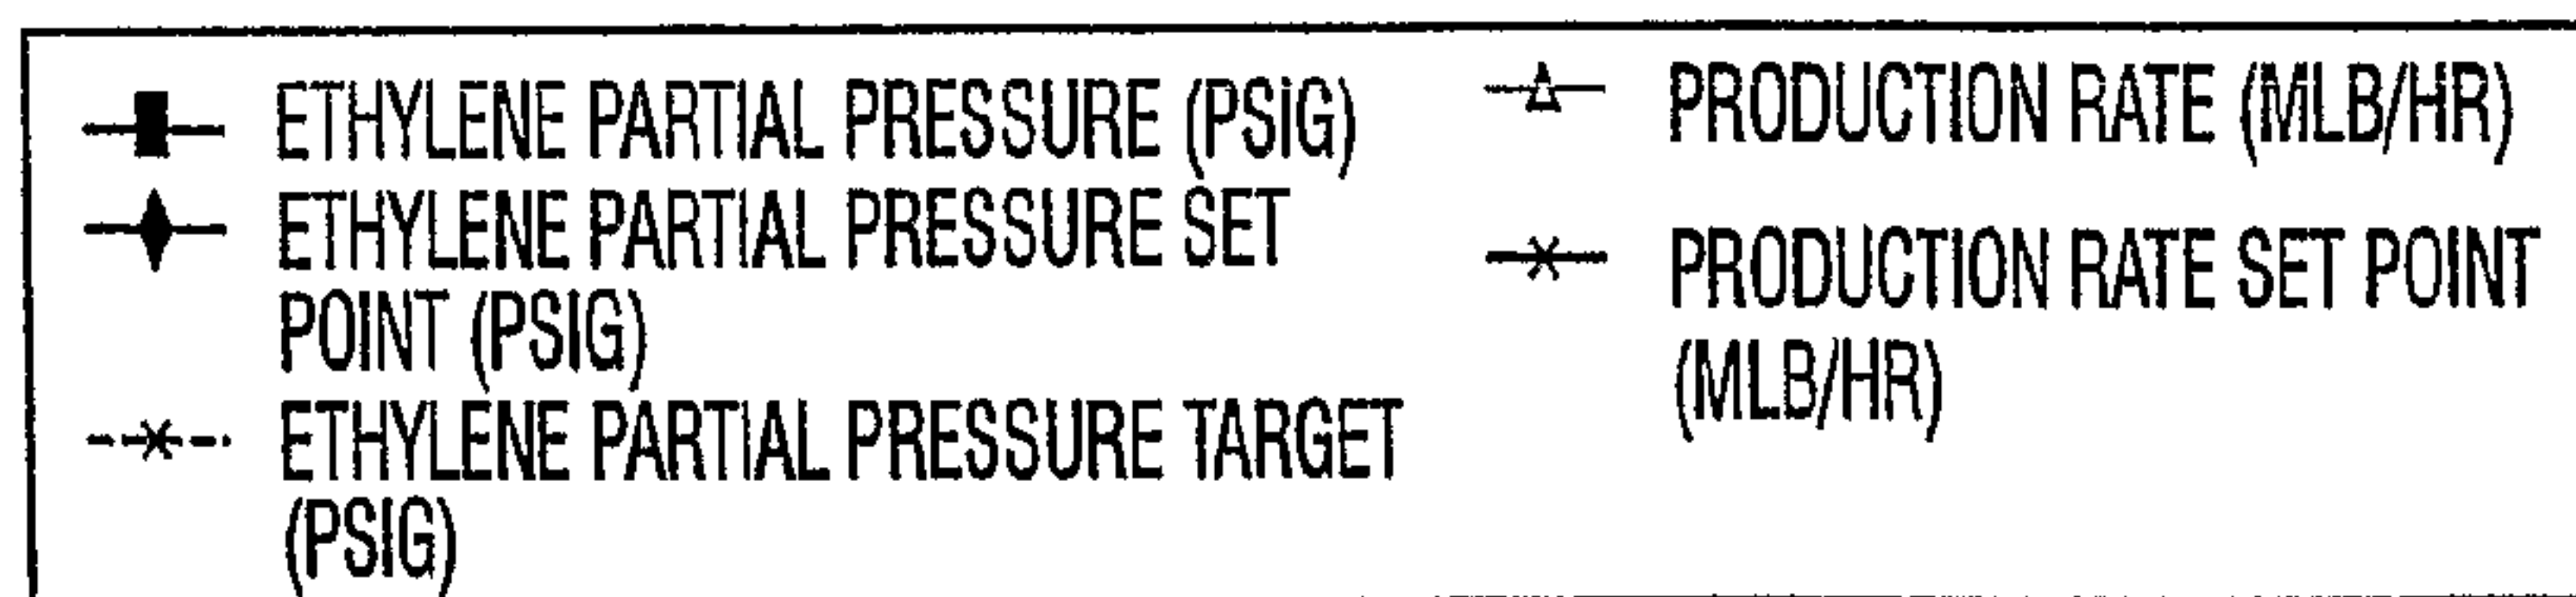 ETHYLENE PARTIAL PRESSURE (PSIG)
ETHYLENE PARTIAL PRESSURE SET
POINT (PSIG)
ETHYLENE PARTIAL PRESSURE TARGET
(PSIG)
PRODUCTION RATE (MLB/HR)
PRODUCTION RATE SET POINT
(MLB/HR)